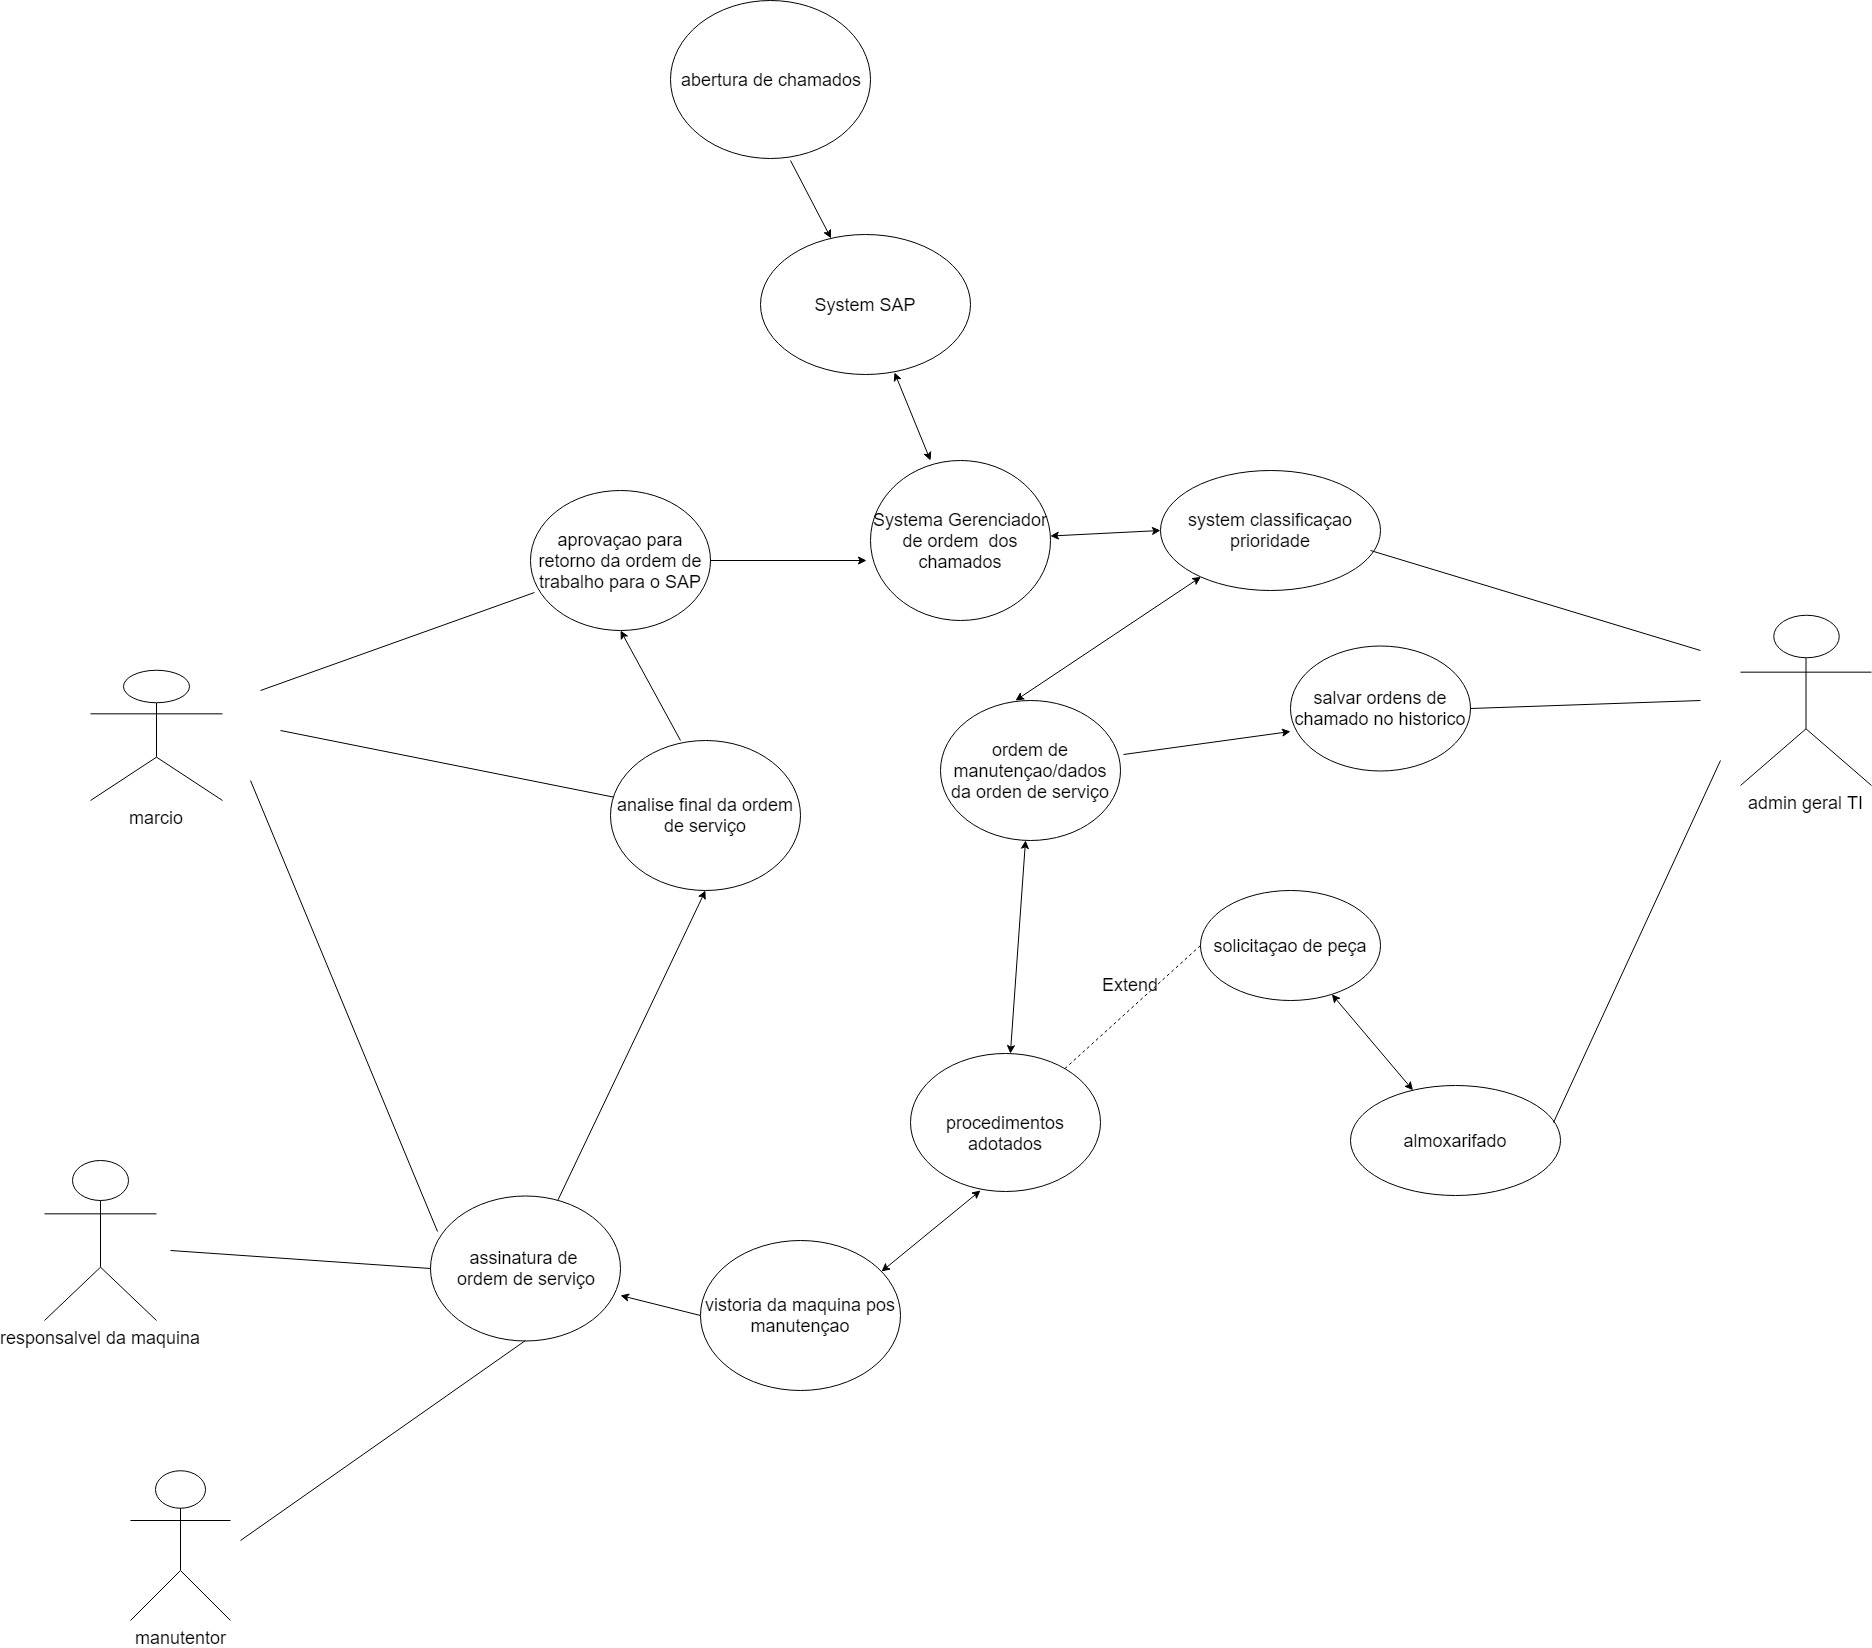 abertura de chamados
System SAP
Systema Gerenciador
de ordem  dos
chamados
system classificaçao
prioridade
aprovaçao para
retorno da ordem de
trabalho para o SAP
salvar ordens de
chamado no historico
ordem de
manutençao/dados
da orden de serviço
marcio
admin geral TI
analise final da ordem
de serviço
solicitaçao de peça
Extend
procedimentos
adotados
almoxarifado
assinatura de
ordem de serviço
vistoria da maquina pos
manutençao
responsalvel da maquina
manutentor